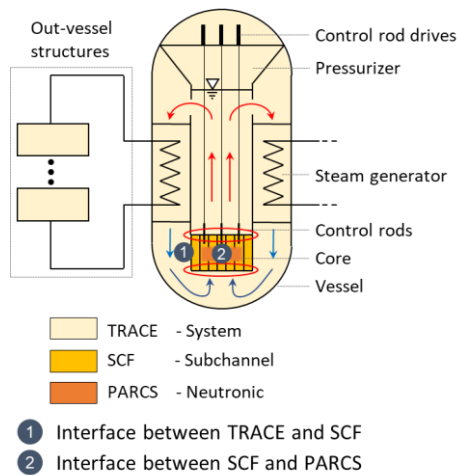 Out-vessel
structures
Control rod drives
Pressurizer
Steam generator
Control rods
Core
Vessel
1
2
TRACE - System
SCF - Subchannel
PARCS - Neutronic
1 Interface between TRACE and SCF
2 Interface between SCF and PARCS